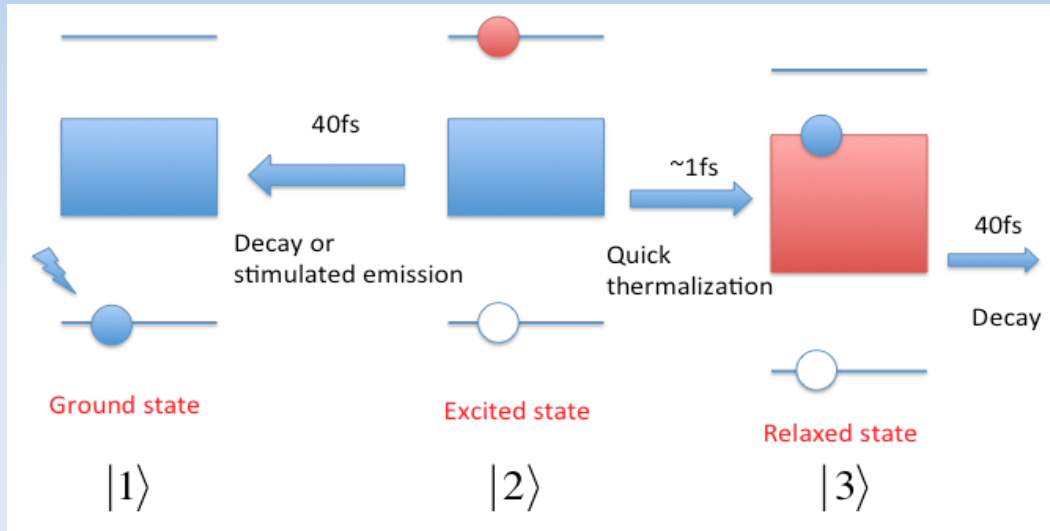 40fs
Decay or
stimulated emission
~1fs
Quick
thermalization
40fs
Decay
Ground state
Excited state
Relaxed state
|1⟩
|2⟩
|3⟩